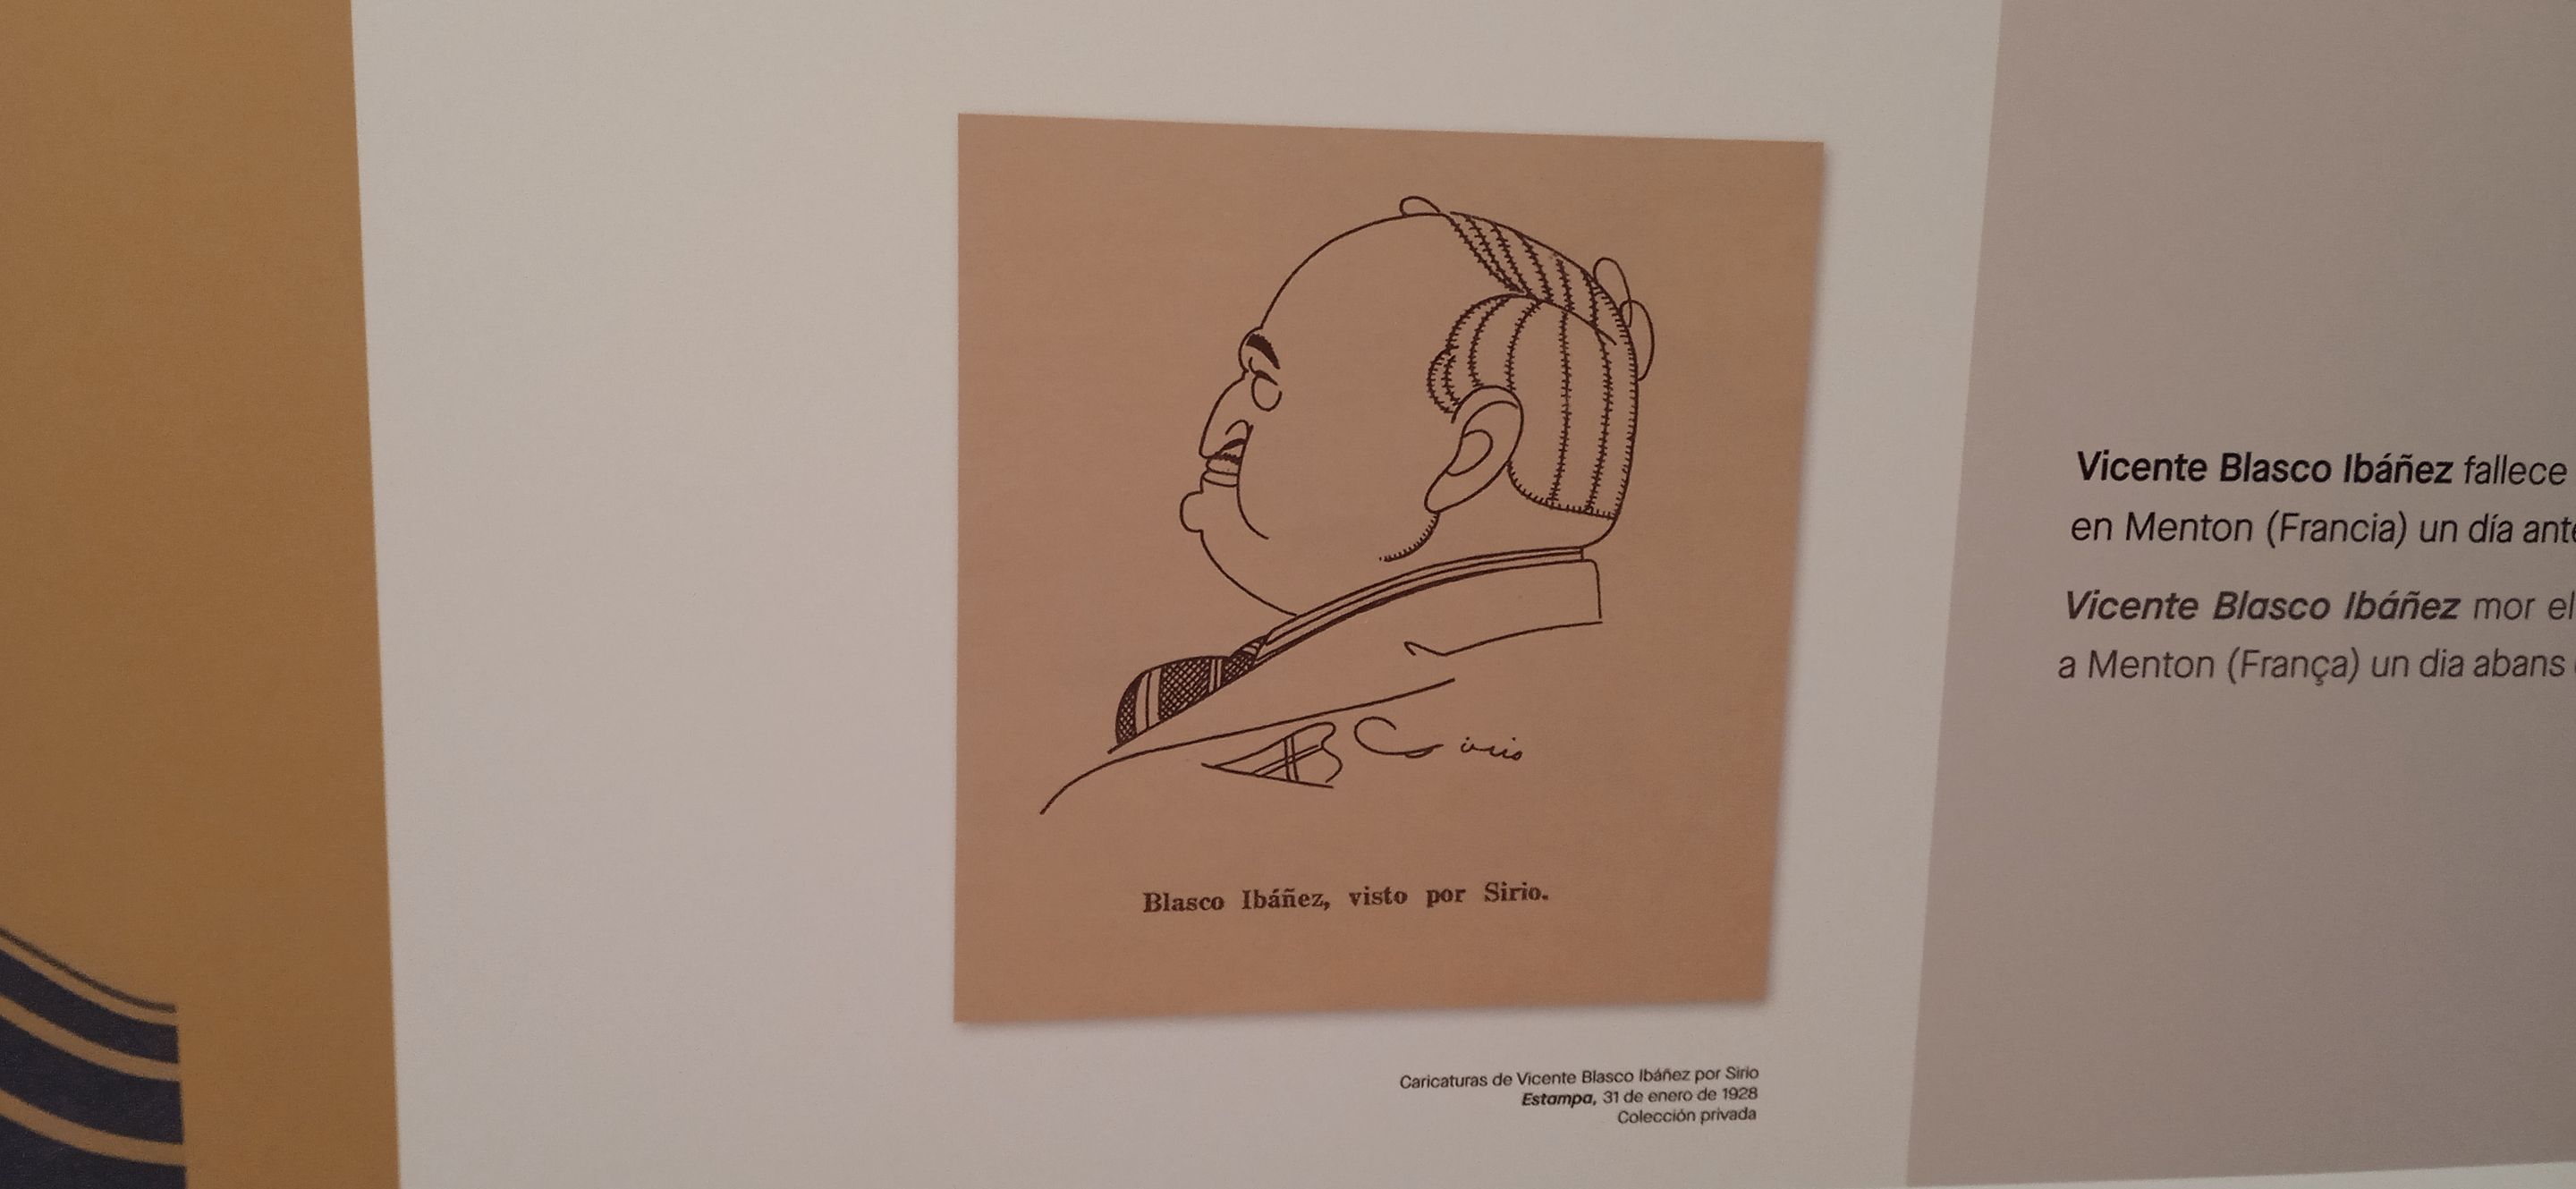 Sirio
Blasco Ibáñez, visto por Sirio.
Caricaturas de Vicente Blasco Ibáñez por Sirio
Estampa, 31 de enero de 1928
Colección privada
Vicente Blasco Ibáñez fallece
en Menton (Francia) un día
Vicente Blasco Ibáñez mor el
a Menton (França) un dia abans